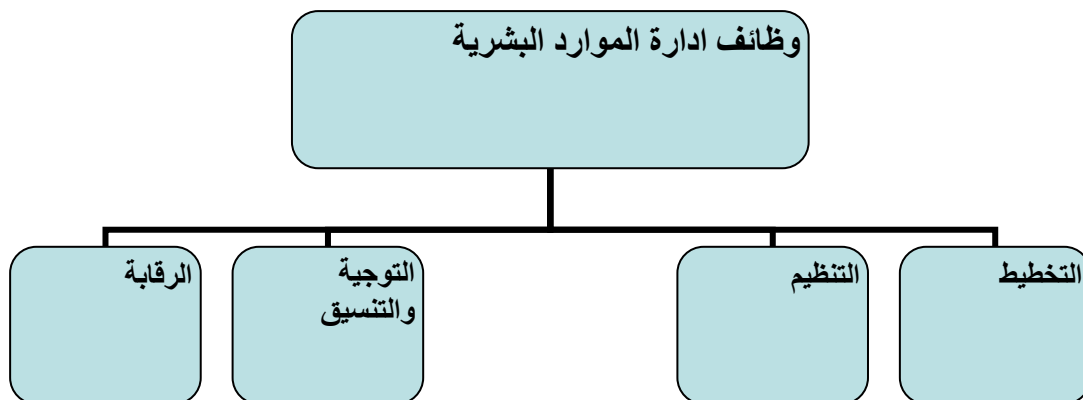 وظائف ادارة الموارد البشرية
التخطيط
التنظيم
التوجية
والتنسيق
الرقابة